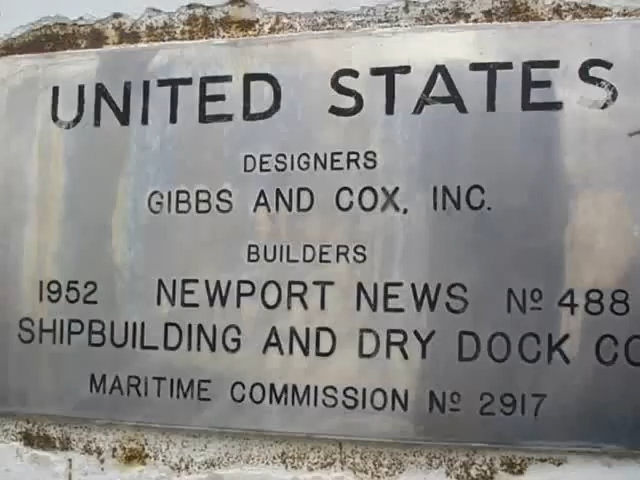 UNITED STATES
DESIGNERS
GIBBS AND COX, INC.
BUILDERS
1952 NEWPORT NEWS Nº 488
SHIPBUILDING AND DRY DOCK CO
MARITIME COMMISSION Nº 2917